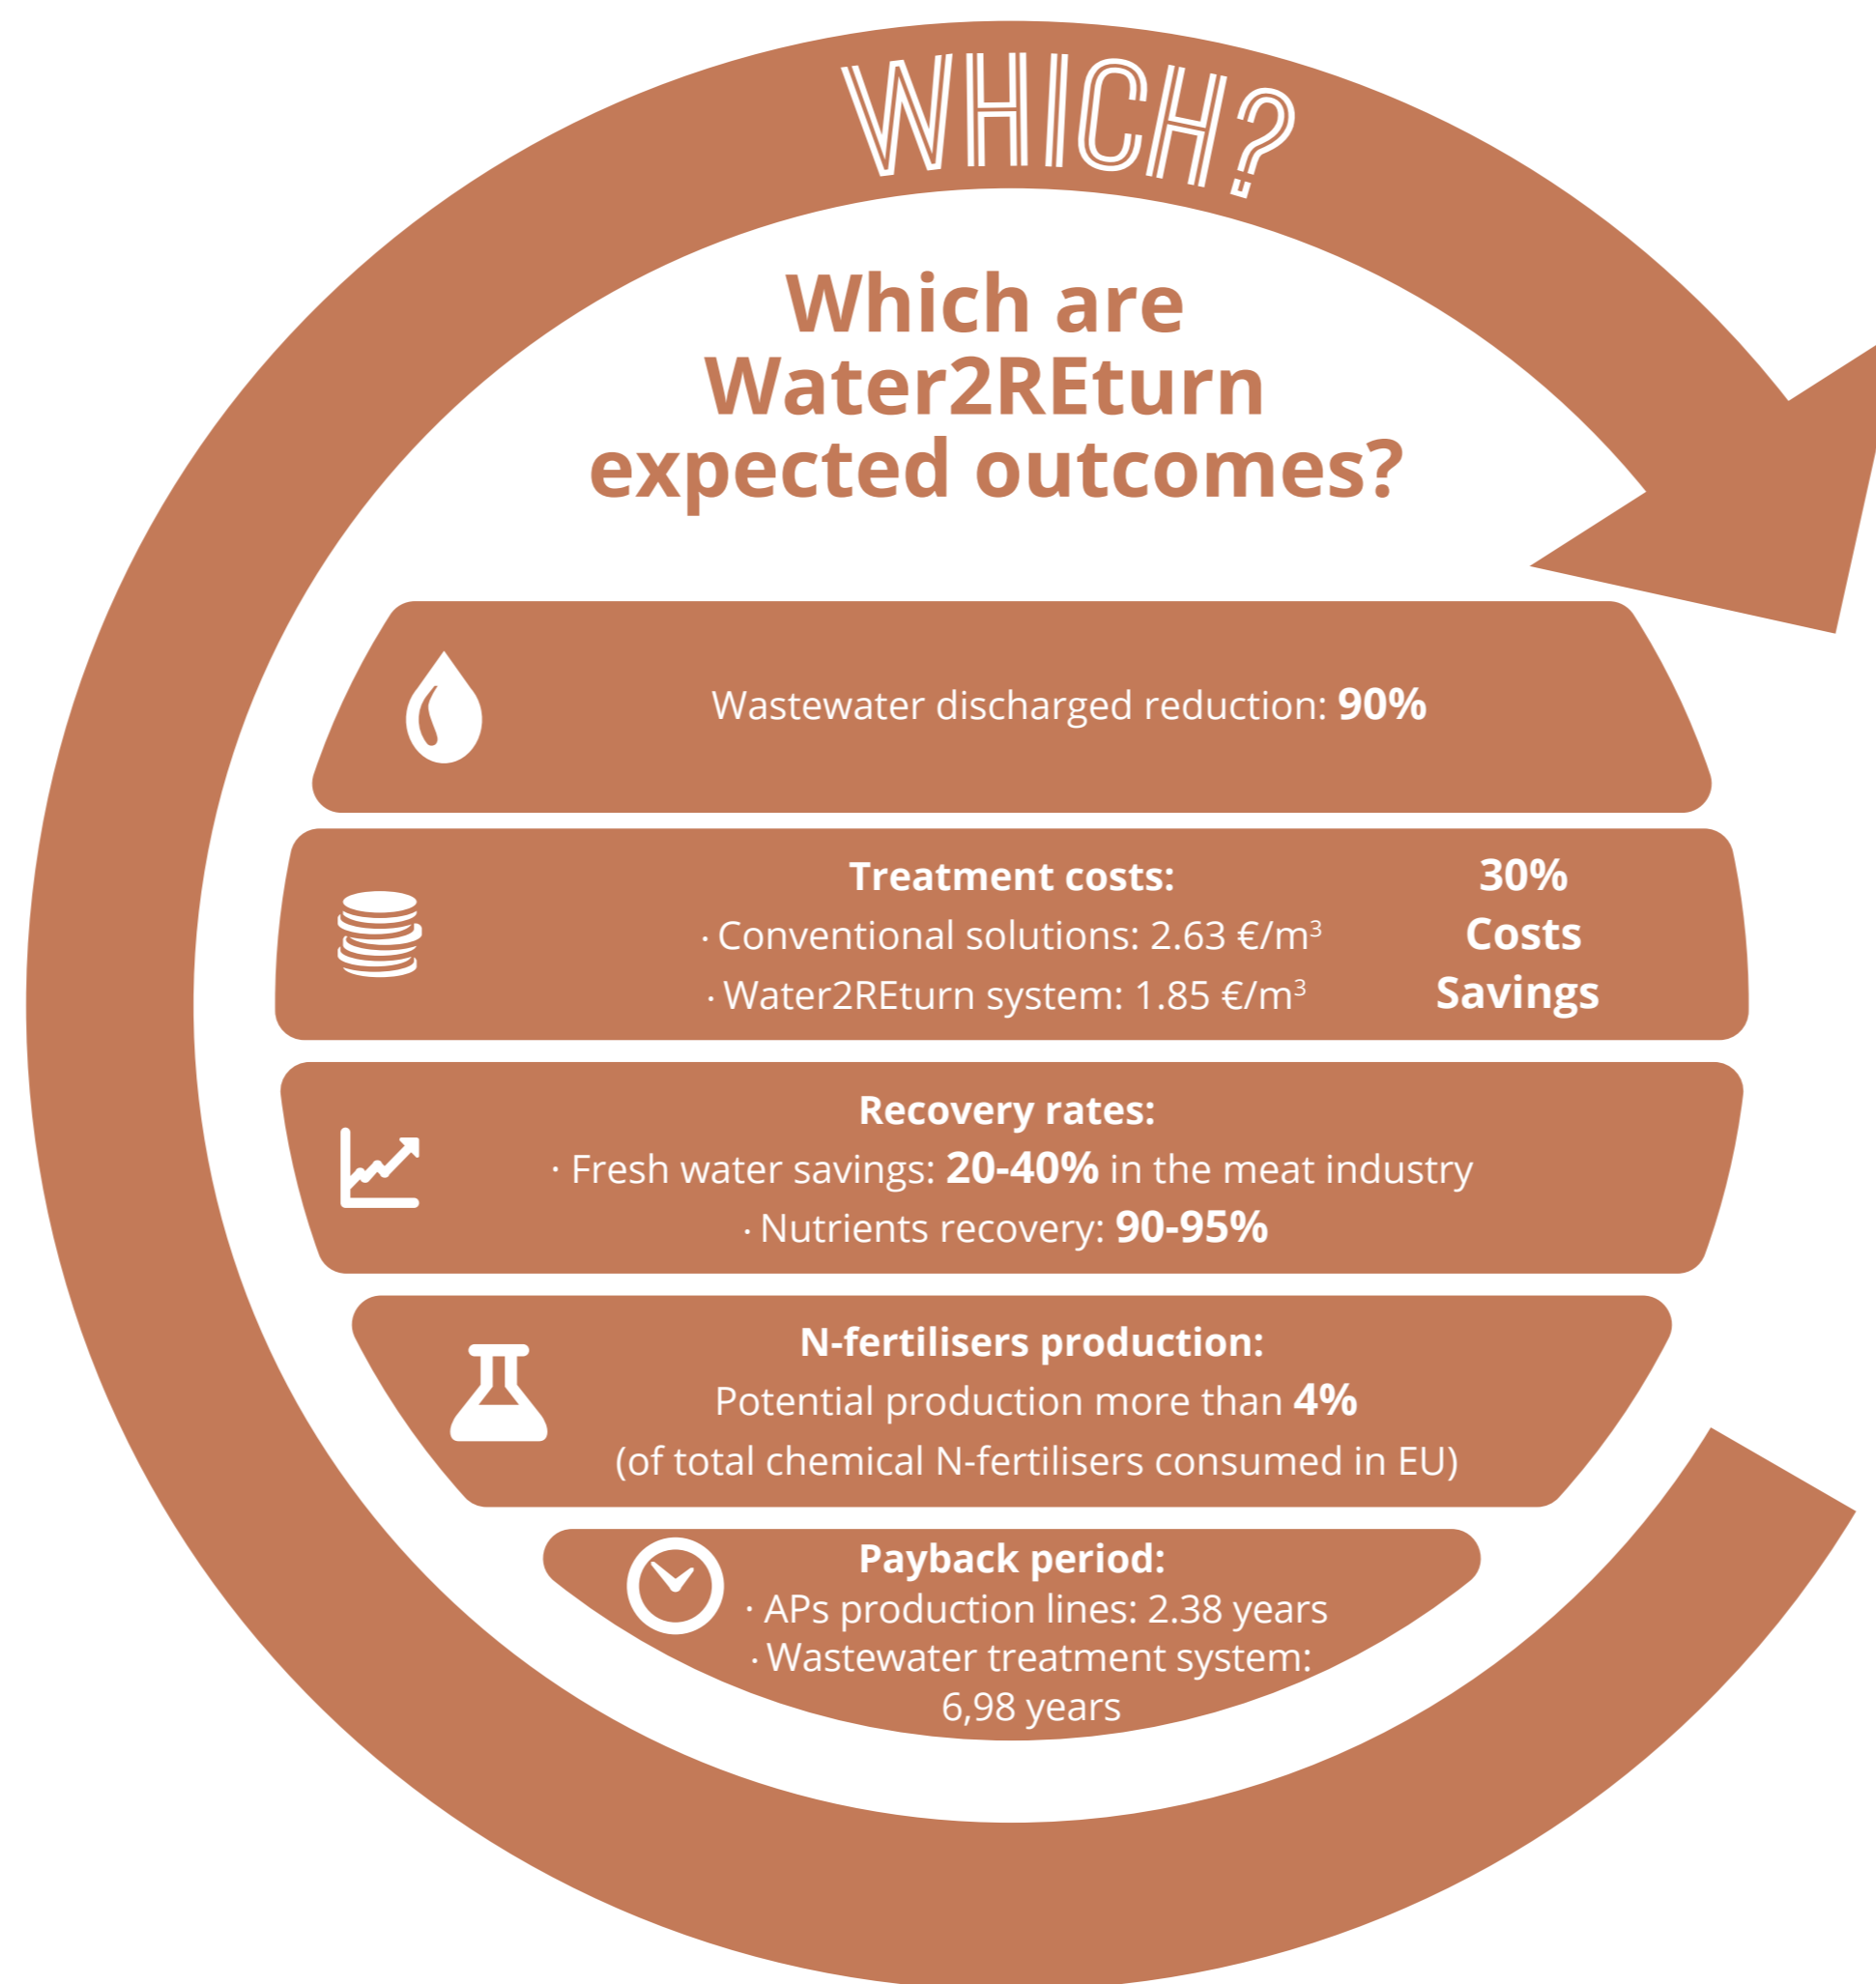 WHICH?
Which are
Water2REturn
expected outcomes?
Wastewater discharged reduction: 90%
Treatment costs:
· Conventional solutions: 2.63 €/m³
· Water2REturn system: 1.85 €/m³
30%
Costs
Savings
Recovery rates:
· Fresh water savings: 20-40% in the meat industry
· Nutrients recovery: 90-95%
N-fertilisers production:
Potential production more than 4%
(of total chemical N-fertilisers consumed in EU)
Payback period:
· APs production lines: 2.38 years
· Wastewater treatment system:
6,98 years